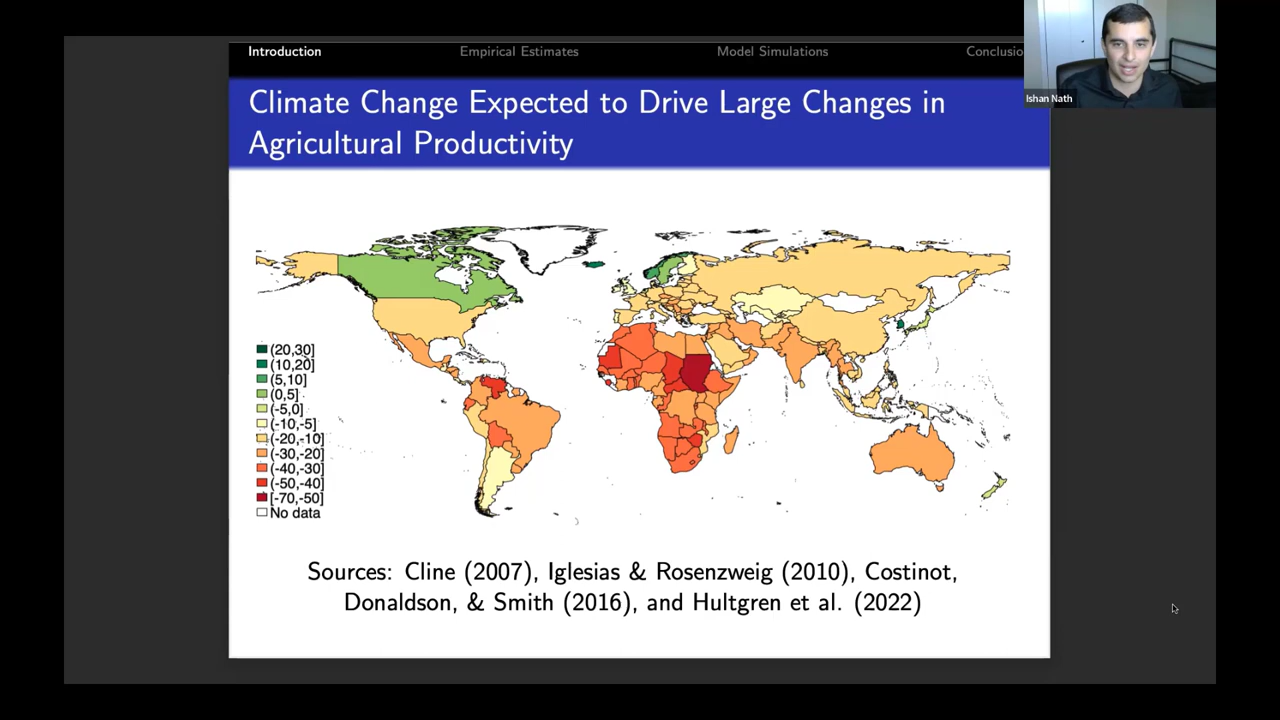 Introduction Empirical Estimates Model Simulations Conclusio
Ishan Nath
Climate Change Expected to Drive Large Changes in
Agricultural Productivity
(20,30]
(10,20]
(5,10]
(0,5]
(-5,0]
(-10,-5]
(-20,-10]
(-30,-20]
(-40,-30]
(-50,-40]
[-70,-50]
No data
Sources: Cline (2007), Iglesias & Rosenzweig (2010), Costinot,
Donaldson, & Smith (2016), and Hultgren et al. (2022)